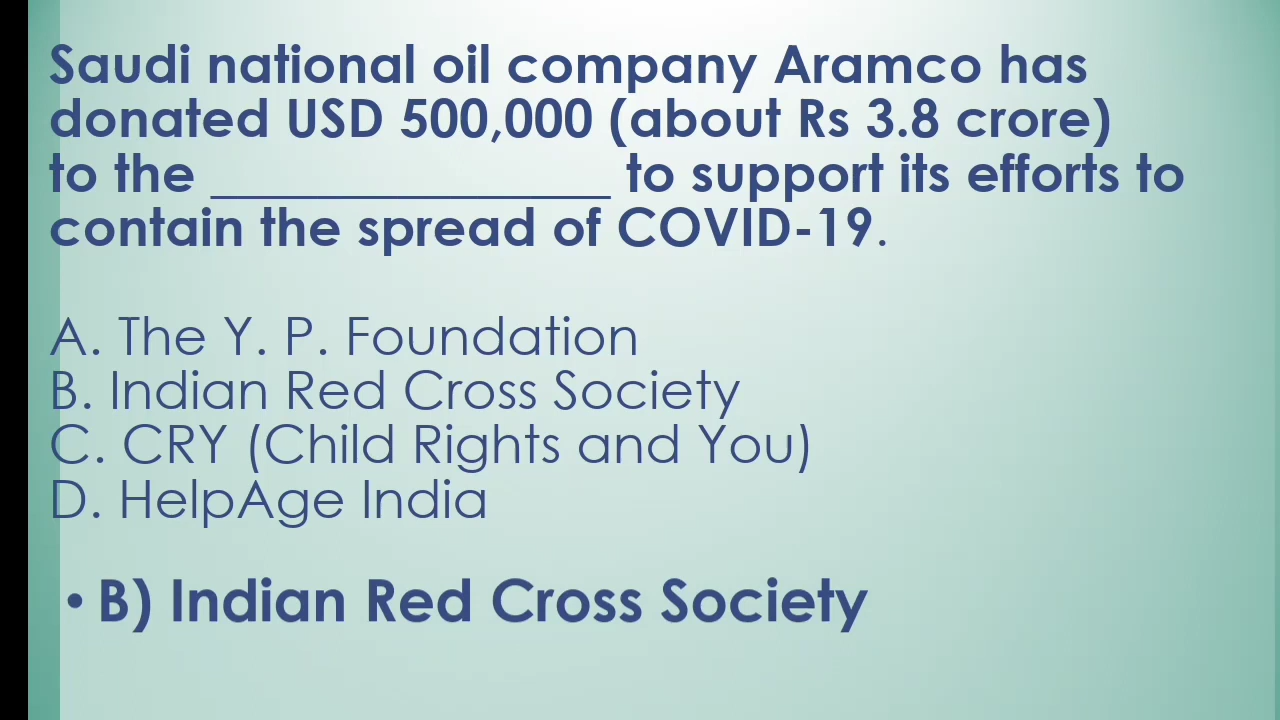 Saudi national oil company Aramco has
donated USD 500,000 (about Rs 3.8 crore)
to the _______________ to support its efforts to
contain the spread of COVID-19.
A. The Y. P. Foundation
B. Indian Red Cross Society
C. CRY (Child Rights and You)
D. HelpAge India
• B) Indian Red Cross Society